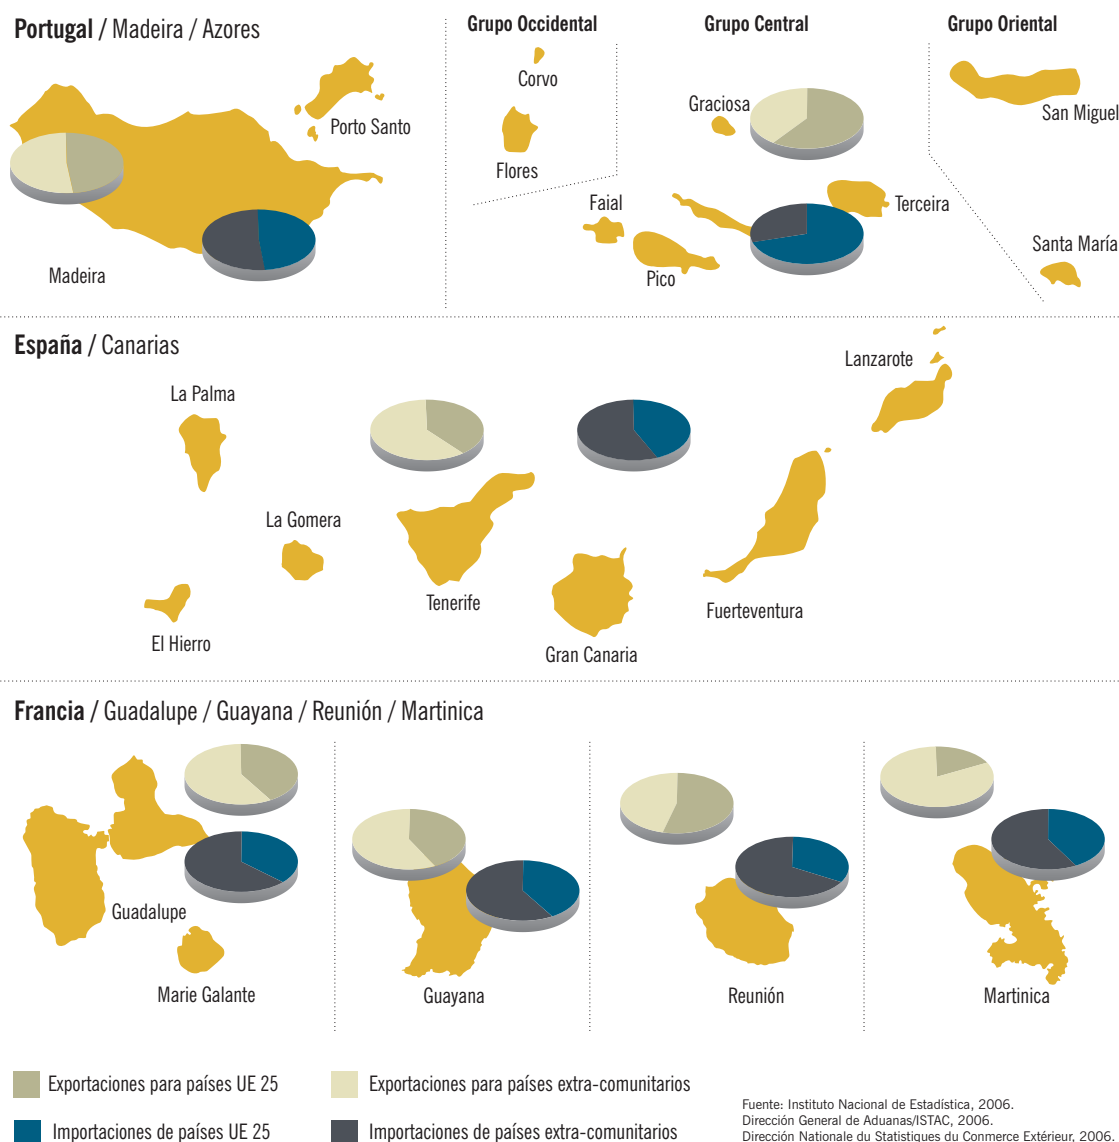 Portugal / Madeira / Azores
Grupo Occidental
Grupo Central
Grupo Oriental
Corvo
Porto Santo
Graciosa
San Miguel
Flores
Faial
Terceira
Santa María
Madeira
Pico
España / Canarias
Lanzarote
La Palma
La Gomera
Tenerife
Fuerteventura
El Hierro
Gran Canaria
Francia / Guadalupe / Guayana / Reunión / Martinica
Guadalupe
Marie Galante
Guayana
Reunión
Martinica
Exportaciones para países UE 25
Exportaciones para países extra-comunitarios
Importaciones de países UE 25
Importaciones de países extra-comunitarios
Fuente: Instituto Nacional de Estadística, 2006.
Dirección General de Aduanas/ISTAC, 2006.
Dirección Nationale du Statistiques du Commerce Extérieur, 2006.